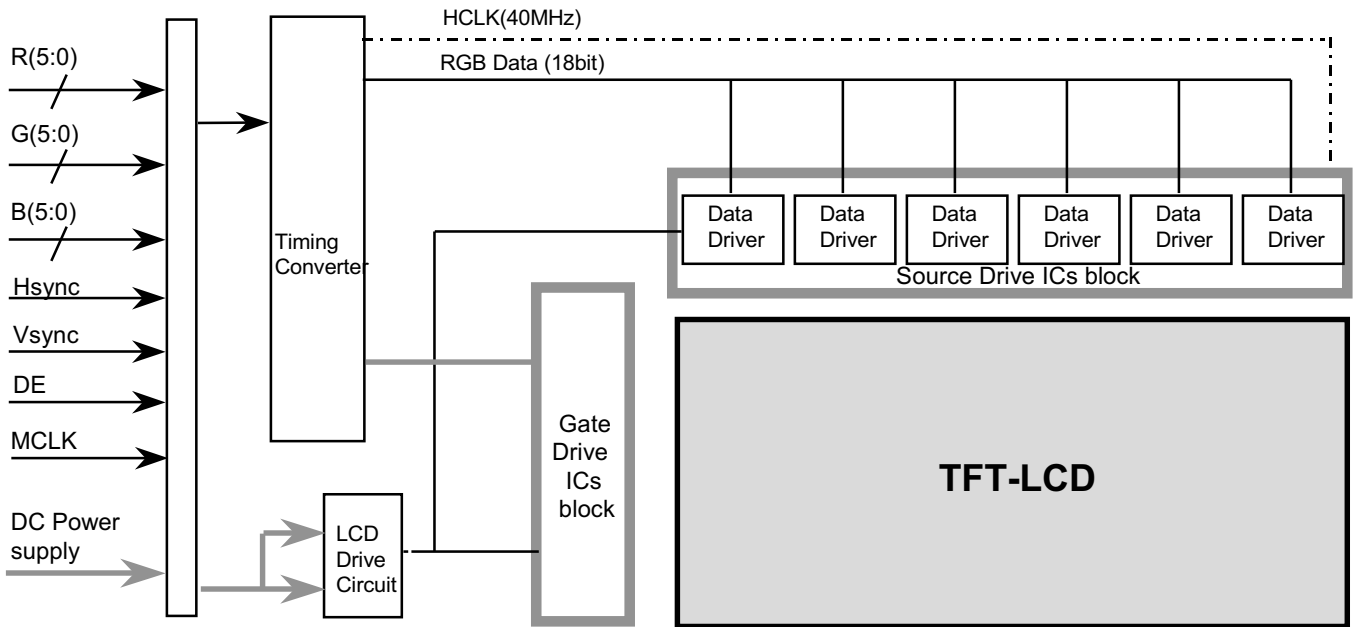 HCLK(40MHz)
RGB Data (18bit)
R(5:0)
G(5:0)
B(5:0)
Hsync
Vsync
DE
MCLK
DC Power
supply
Timing
Converter
LCD
Drive
Circuit
Gate
Drive
ICs
block
Data
Driver
Data
Driver
Data
Driver
Data
Driver
Data
Driver
Data
Driver
Source Drive ICs block
TFT-LCD